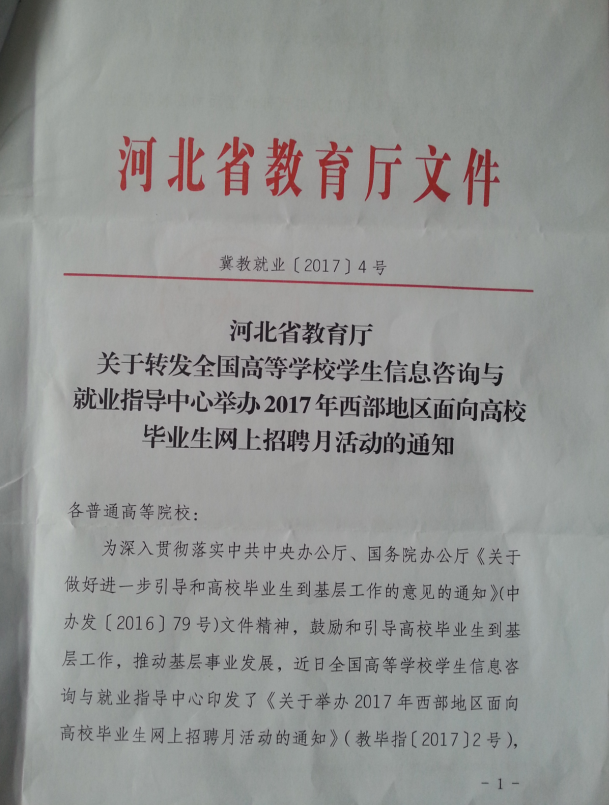 河北省教育厅文件
冀教就业〔2017〕4号
河北省教育厅
关于转发全国高等学校学生信息咨询与
就业指导中心举办2017年西部地区面向高校
毕业生网上招聘月活动的通知
各普通高等院校：
为深入贯彻落实中共中央办公厅、国务院办公厅《关于
做好进一步引导和高校毕业生到基层工作的意见的通知》(中
办发〔2016〕79号)文件精神，鼓励和引导高校毕业生到基
层工作，推动基层事业发展，近日全国高等学校学生信息咨
询与就业指导中心印发了《关于举办2017年西部地区面向
高校毕业生网上招聘月活动的通知》(教毕指〔2017〕2号)，
- 1 -